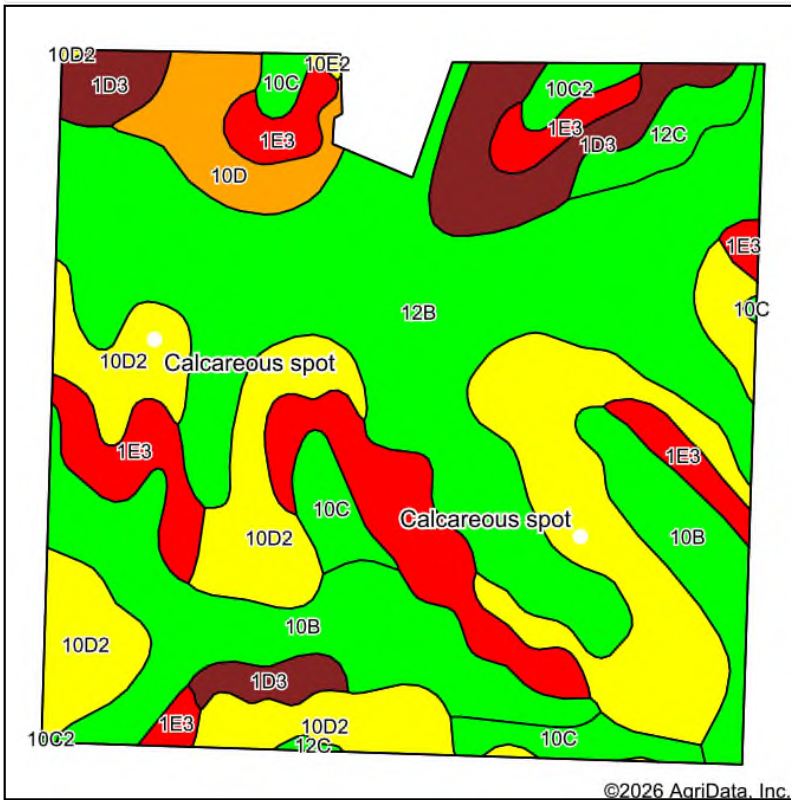 10D2
1D3
10C
10E2
10C2
1E3
1E3
1D3
12C
10D
1E3
10C
12B
10D2
Calcareous spot
1E3
1E3
10C
Calcareous spot
10D2
10B
10B
10D2
1D3
1E3
10D2
10C2
12C
10C
©2026 AgriData, Inc.